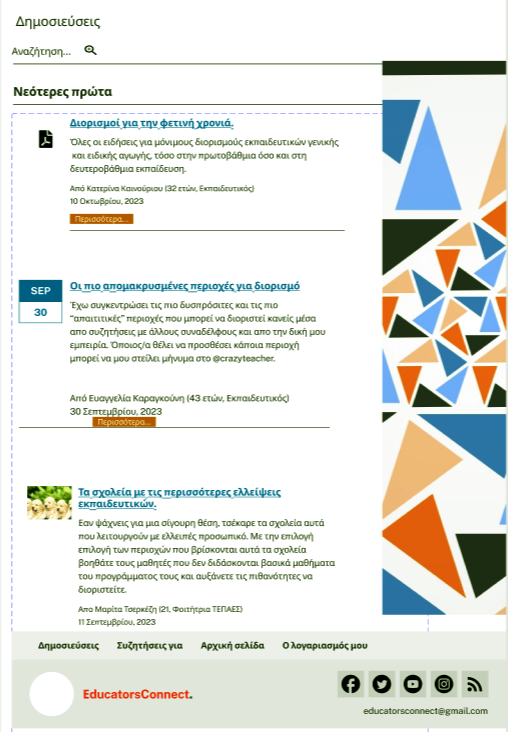 Δημοσιεύσεις
Αναζήτηση...
Νεότερες πρώτα
Διορισμοί για την φετινή χρονιά.
Όλες οι ειδήσεις για μόνιμους διορισμούς εκπαιδευτικών γενικής
και ειδικής αγωγής, τόσο στην πρωτοβάθμια όσο και στη
δευτεροβάθμια εκπαίδευση.
Από Κατερίνα Καινούριου (32 ετών, Εκπαιδευτικός)
10 Οκτωβρίου, 2023
Περισσότερα...
SEP
30
Οι πιο απομακρυσμένες περιοχές για διορισμό
Έχω συγκεντρώσει τις πιο δυσπρόσιτες και τις πιο
“απαιτιτικές” περιοχές που μπορεί να διοριστεί κανείς μέσα
απο συζητήσεις με άλλους συναδέλφους και απο την δική μου
εμπειρία. Όποιος/α θέλει να προσθέσει κάποια περιοχή
μπορεί να μου στείλει μήνυμα στο @crazyteacher.
Από Ευαγγελία Καραγκούνη (43 ετών, Εκπαιδευτικός)
30 Σεπτεμβρίου, 2023
Περισσότερα...
Τα σχολεία με τις περισσότερες ελλείψεις
εκπαιδευτικών.
Εαν ψάχνεις για μια σίγουρη θέση, τσέκαρε τα σχολεία αυτά
που λειτουργούν με ελλειπές προσωπικό. Με την επιλογή
επιλογή των περιοχών που βρίσκονται αυτά τα σχολεία
βοηθάτε τους μαθητές που δεν διδάσκονται βασικά μαθήματα
του προγράμματος τους και αυξάνετε τις πιθανότητες να
διοριστείτε.
Απο Μαρίτα Τσερκέζη (21, Φοιτήτρια ΤΕΠΑΕΣ)
11 Σεπτεμβρίου, 2023
Δημοσιεύσεις Συζητήσεις για Αρχική σελίδα Ο λογαριασμός μου
EducatorsConnect.
educatorsconnect@gmail.com